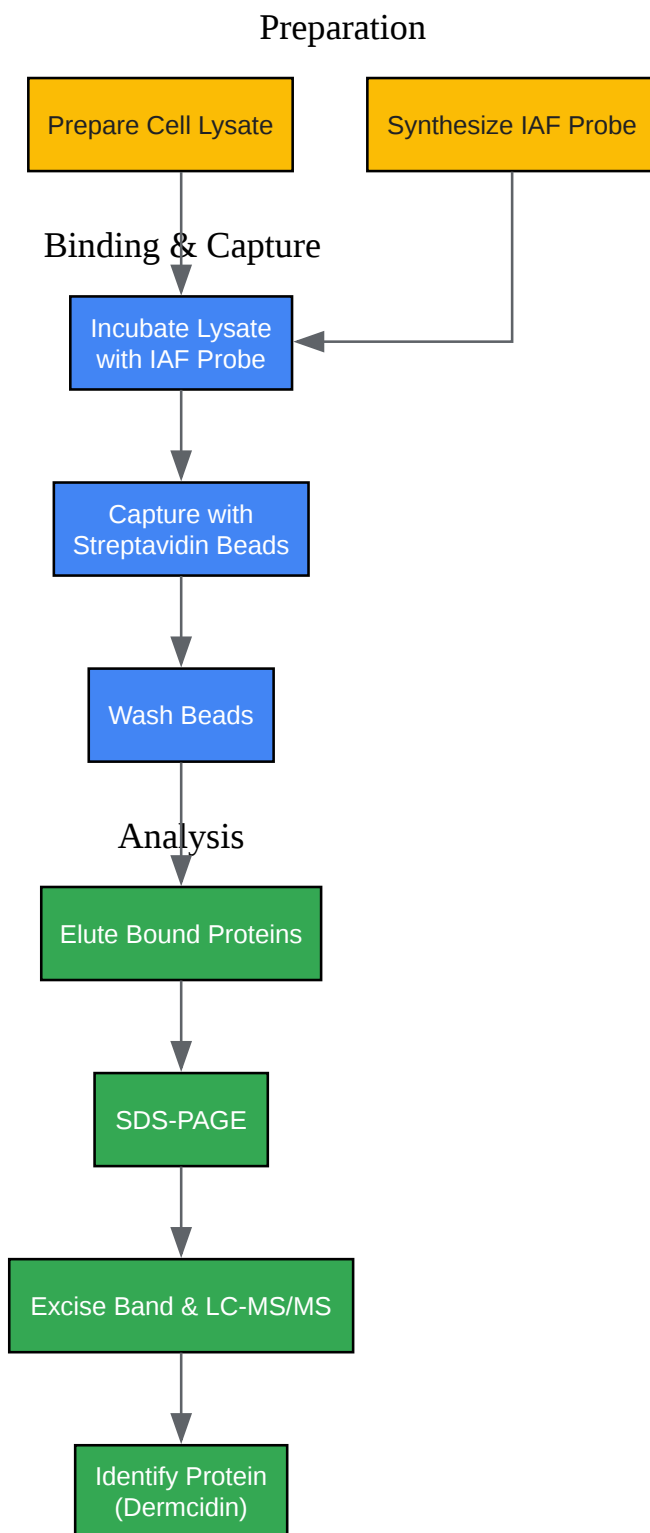 Preparation
Prepare Cell Lysate
Synthesize IAF Probe
Binding & Capture
Incubate Lysate
with IAF Probe
Capture with
Streptavidin Beads
Wash Beads
Analysis
Elute Bound Proteins
SDS-PAGE
Excise Band & LC-MS/MS
Identify Protein
(Dermcidin)